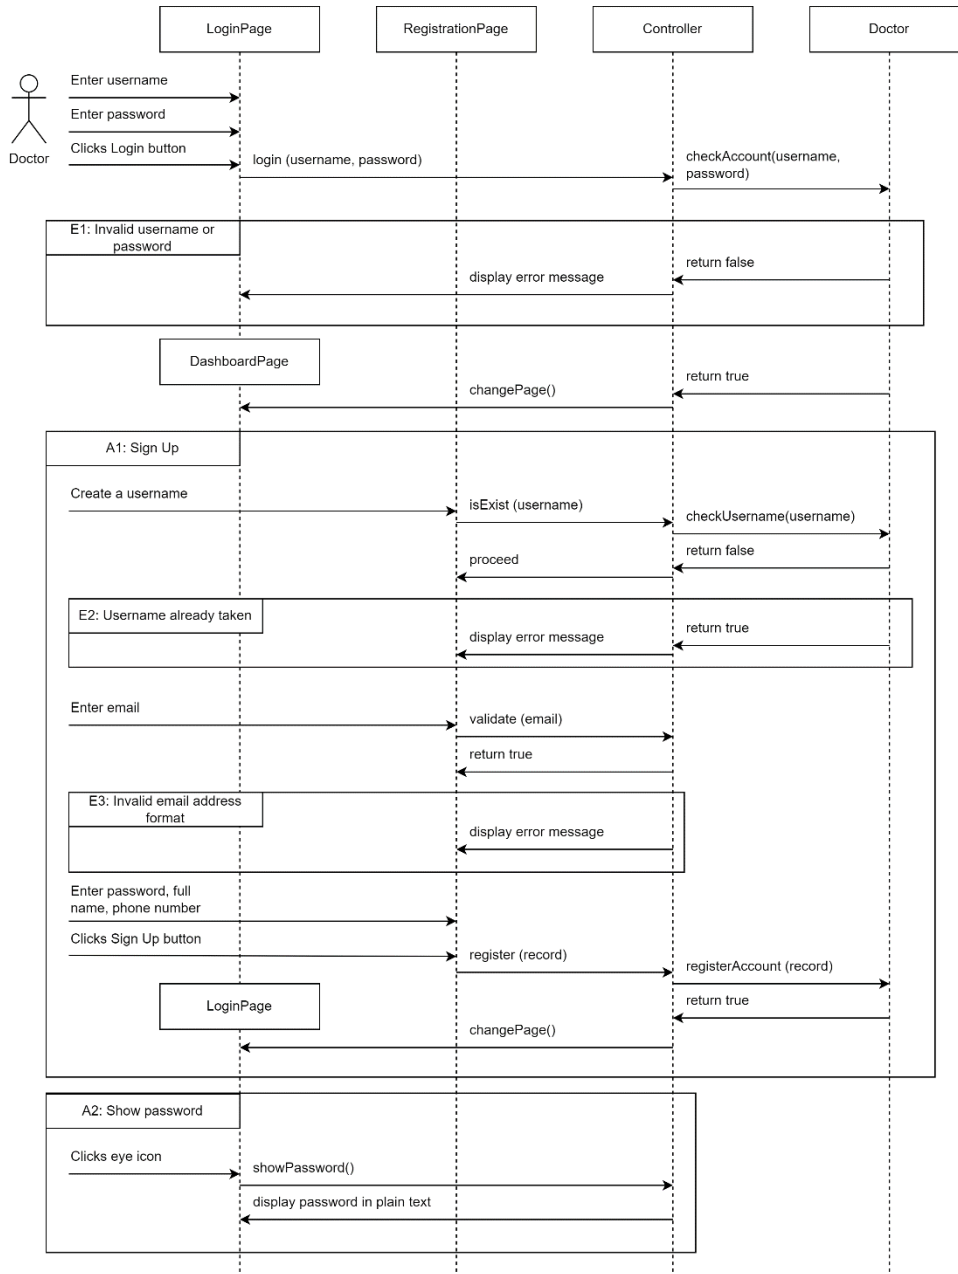 LoginPage
RegistrationPage
Controller
Doctor
Enter username
Enter password
Doctor
Clicks Login button
login (username, password)
checkAccount(username,
password)
E1: Invalid username or
password
return false
display error message
DashboardPage
return true
changePage()
A1: Sign Up
Create a username
isExist (username)
checkUsername(username)
return false
proceed
E2: Username already taken
return true
display error message
Enter email
validate (email)
return true
E3: Invalid email address
format
display error message
Enter password, full
name, phone number
Clicks Sign Up button
register (record)
registerAccount (record)
LoginPage
return true
changePage()
A2: Show password
Clicks eye icon
showPassword()
display password in plain text